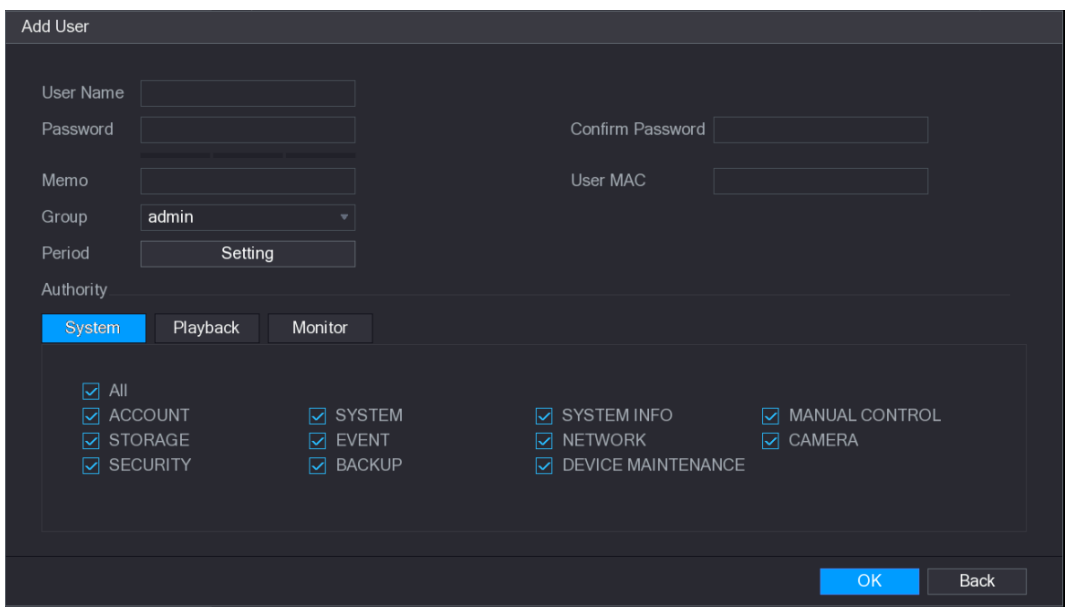 Add User
User Name
Password Confirm Password
Memo User MAC
Group admin
Period Setting
Authority
System Playback Monitor
All
ACCOUNT SYSTEM SYSTEM INFO MANUAL CONTROL
STORAGE EVENT NETWORK CAMERA
SECURITY BACKUP DEVICE MAINTENANCE
OK Back